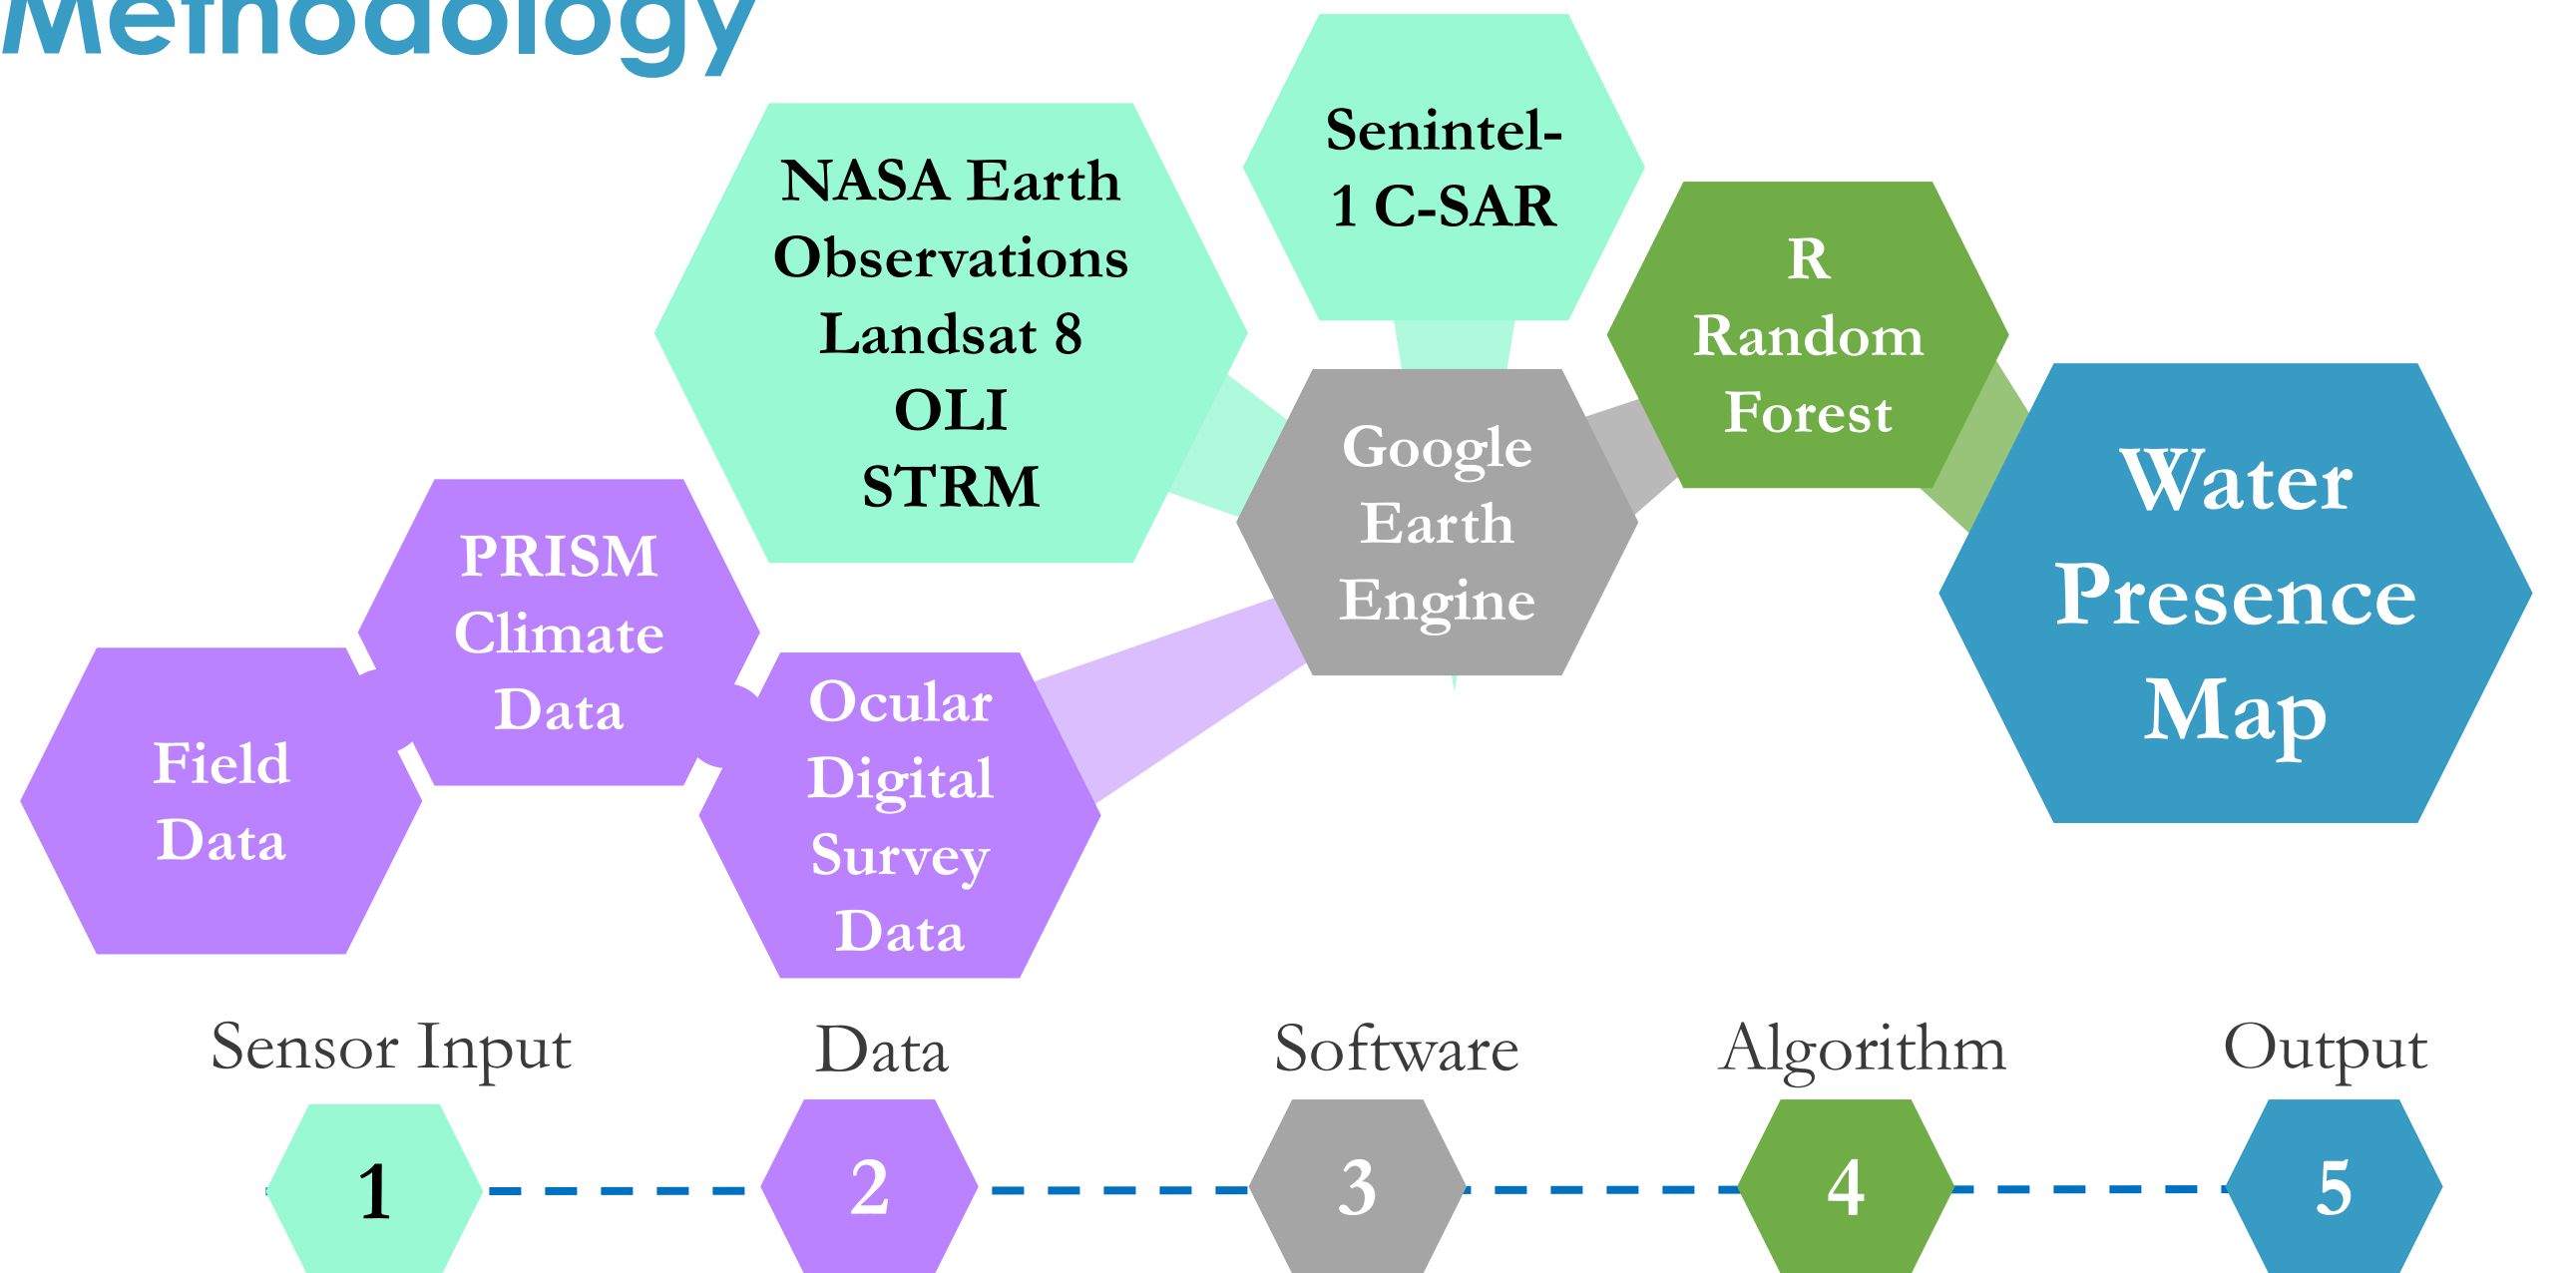 Methodology
NASA Earth
Observations
Landsat 8
OLI
STRM
Senintel-
1 C-SAR
R
Random
Forest
Google
Earth
Engine
Water
Presence
Map
PRISM
Climate
Data
Field
Data
Ocular
Digital
Survey
Data
Sensor Input
Data
Software
Algorithm
Output
1
2
3
4
5